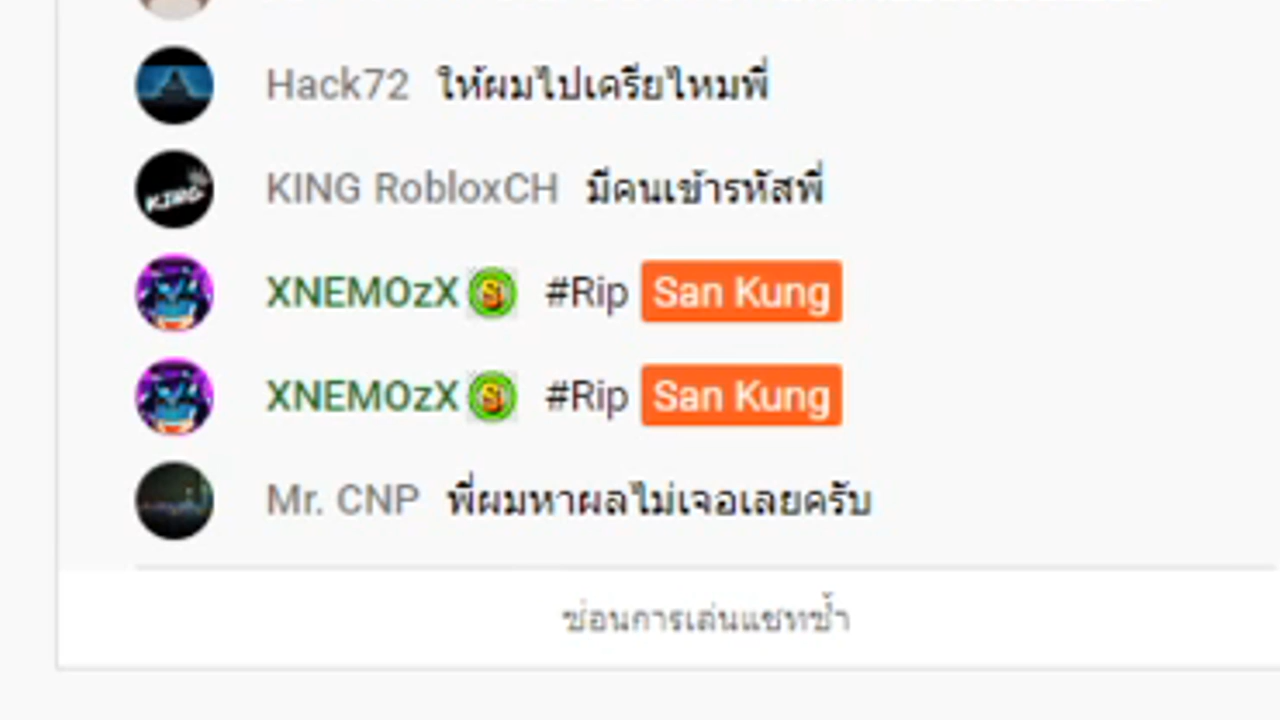 Hack72 ให้ผมไปเครียไหมพี่
KING RobloxCH มีคนเข้ารหัสพี่
XNEMOzX #Rip San Kung
XNEMOzX #Rip San Kung
Mr. CNP พี่ผมหาผลไม่เจอเลยครับ
ซ่อนการเล่นแชทซ้ำ